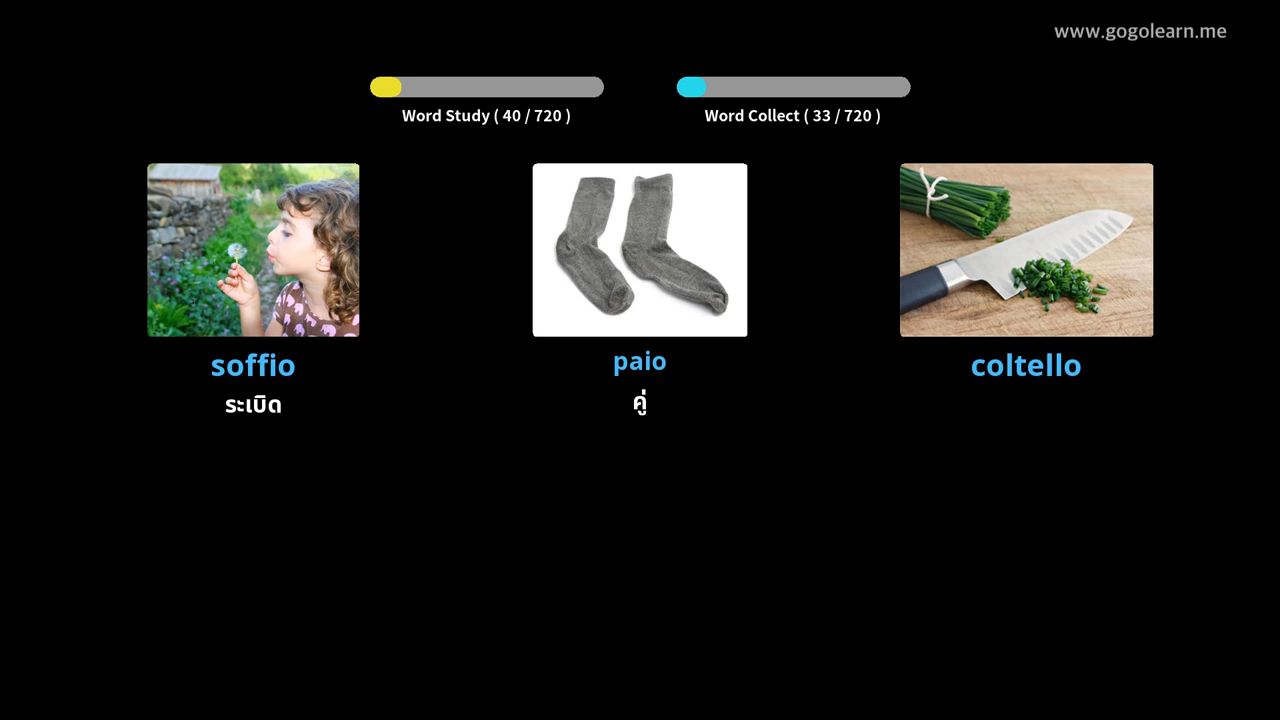 www.gogolearn.me
Word Study ( 40 / 720 )
Word Collect ( 33 / 720 )
soffio
paio
coltello
ระเบิด
คู่